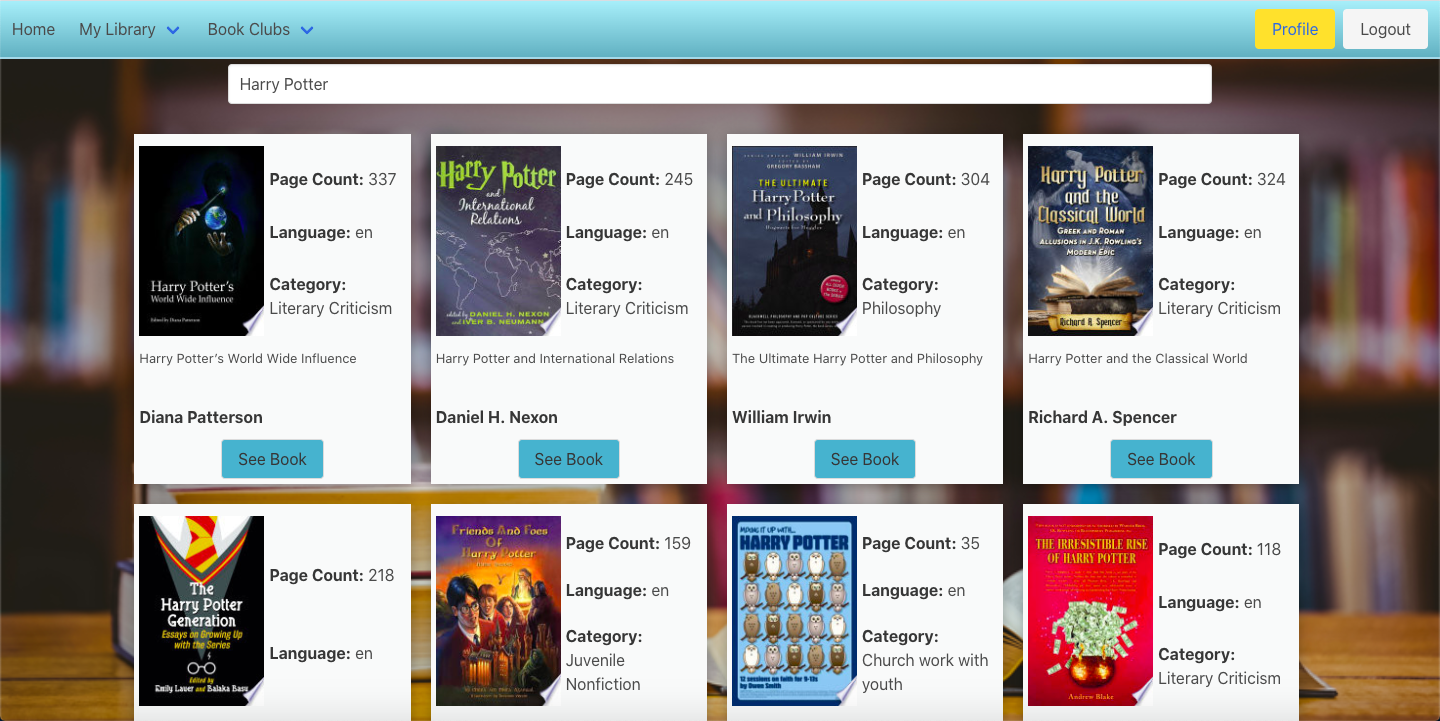 Home My Library Book Clubs Profile Logout
Harry Potter
Harry Potter's
World Wide Influence
Edited by Diana Patterson
Page Count: 337
Language: en
Category:
Literary Criticism
Harry Potter's World Wide Influence
Diana Patterson
See Book
Harry Potter
and
International
Relations
edited by DANIEL H. NEXON
and IVER B. NEUMANN
Page Count: 245
Language: en
Category:
Literary Criticism
Harry Potter and International Relations
Daniel H. Nexon
See Book
SERIES EDITOR: WILLIAM IRWIN
EDITED BY
GREGORY BASSHAM
THE ULTIMATE
Harry Potter
and Philosophy
Hogwarts for Muggles
Page Count: 304
Language: en
Category:
Philosophy
The Ultimate Harry Potter and Philosophy
William Irwin
See Book
Harry Potter
and the
Classical World
GREEK AND ROMAN
ALLUSIONS IN J.K. ROWLING'S
MODERN EPIC
Richard A. Spencer
Page Count: 324
Language: en
Category:
Literary Criticism
Harry Potter and the Classical World
Richard A. Spencer
See Book
The
Harry Potter
Generation
Essays on Growing Up
with the Series
Edited by
Emily Lauer and Balaka Basu
Page Count: 218
Language: en
Friends And Foes
Of
Harry Potter
Page Count: 159
Language: en
Category:
Juvenile
Nonfiction
MAKING IT UP WITH...
HARRY POTTER
12 sessions on faith for 9-13s
by Owen Smith
Page Count: 35
Language: en
Category:
Church work with
youth
THE IRRESISTIBLE RISE
OF HARRY POTTER
Andrew Blake
Page Count: 118
Language: en
Category:
Literary Criticism